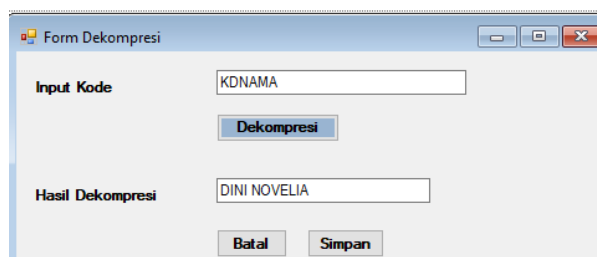 Form Dekompresi
Input Kode KDNAMA
Dekompresi
Hasil Dekompresi DINI NOVELIA
Batal Simpan